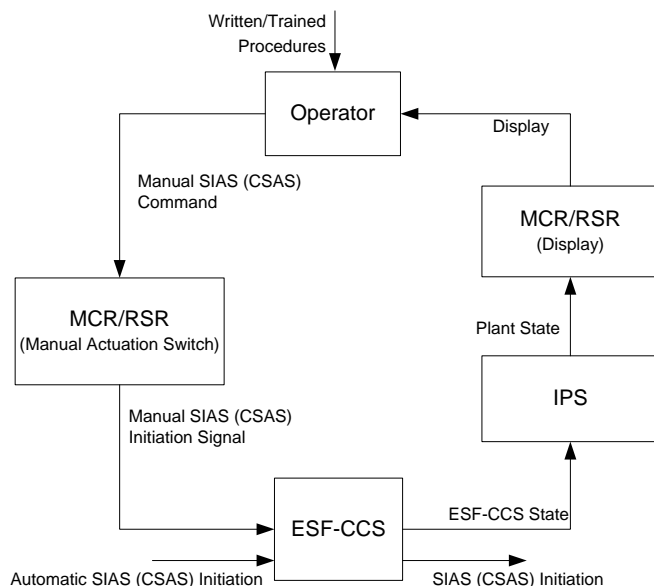 Written/Trained
Procedures
Operator
Display
Manual SIAS (CSAS)
Command
MCR/RSR
(Display)
MCR/RSR
(Manual Actuation Switch)
Plant State
IPS
Manual SIAS (CSAS)
Initiation Signal
ESF-CCS
ESF-CCS State
Automatic SIAS (CSAS) Initiation
SIAS (CSAS) Initiation